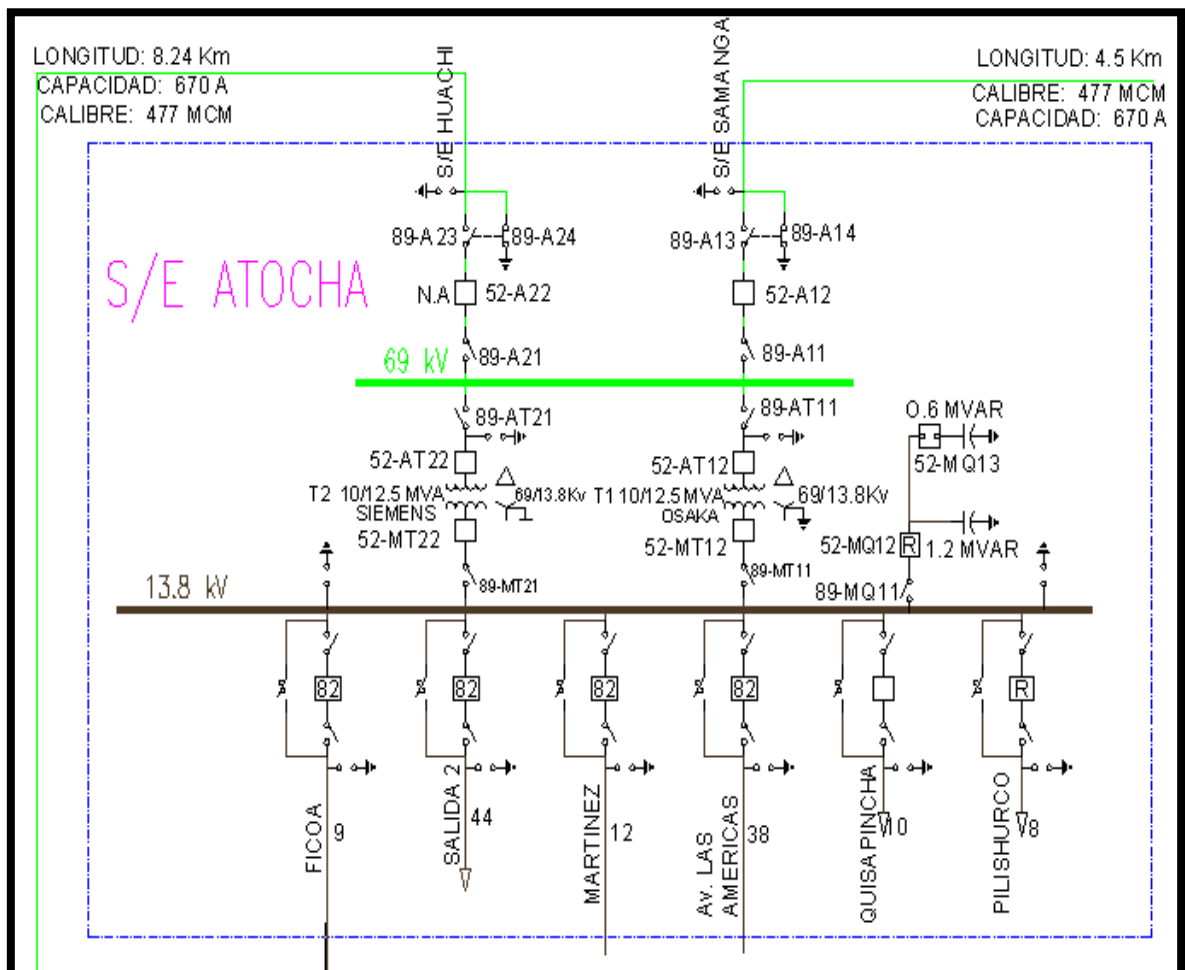 LONGITUD: 8.24 Km
CAPACIDAD: 670 A
CALIBRE: 477 MCM
S/E HUACHI
S/E SAMANGA
LONGITUD: 4.5 Km
CALIBRE: 477 MCM
CAPACIDAD: 670 A
89-A23
89-A24
89-A13
89-A14
S/E ATOCHA
N.A
52-A22
52-A12
89-A21
89-A11
69 kV
89-AT21
89-AT11
0.6 MVAR
52-MQ13
52-AT22
52-AT12
T2 10/12.5 MVA
SIEMENS
69/13.8Kv
T1 10/12.5 MVA
OSAKA
69/13.8Kv
52-MT22
52-MT12
52-MQ12
R
1.2 MVAR
89-MT21
89-MT11
89-MQ11
13.8 kV
82
82
82
82
R
FICOA
9
SALIDA 2
44
MARTINEZ
12
Av. LAS
AMERICAS
38
QUISAPINCHA
10
PILISHURCO
8